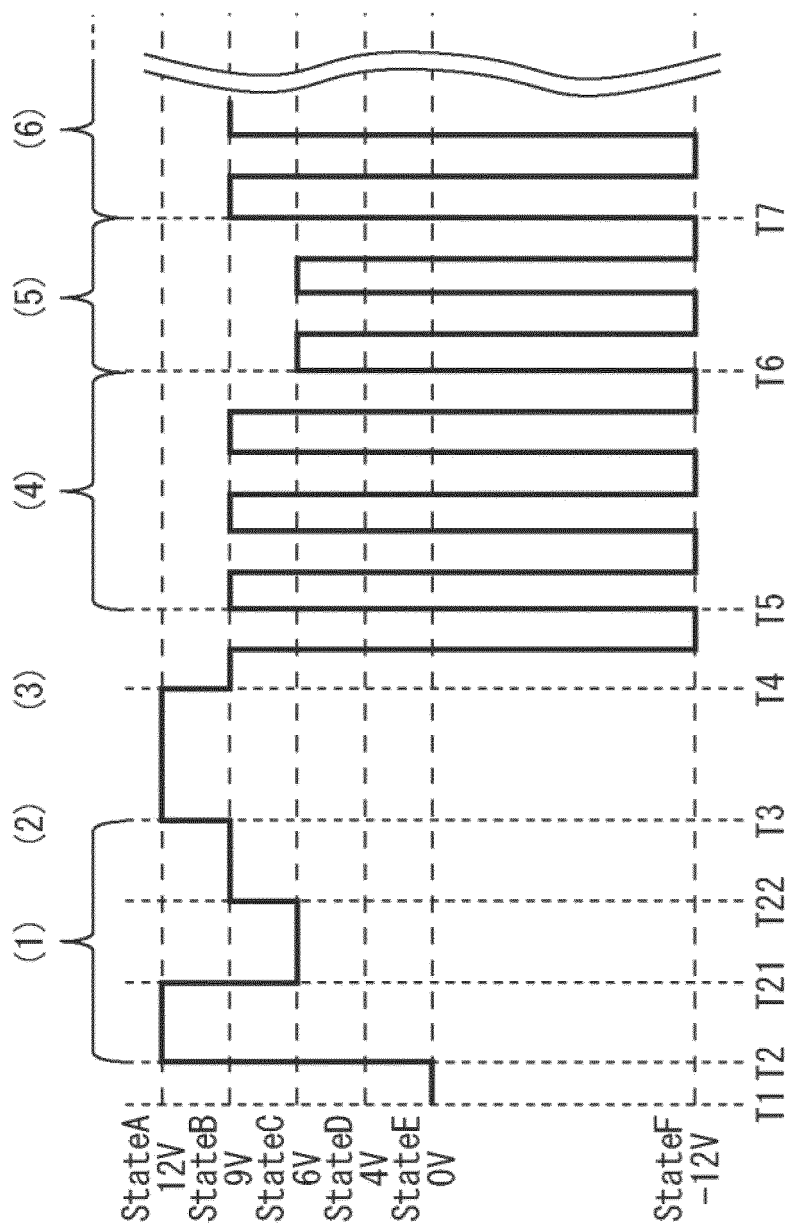 (1)
(2)
(3)
(4)
(5)
(6)
StateA
12V
StateB
9V
StateC
6V
StateD
4V
StateE
0V
StateF
-12V
T1
T2
T21
T22
T3
T4
T5
T6
T7